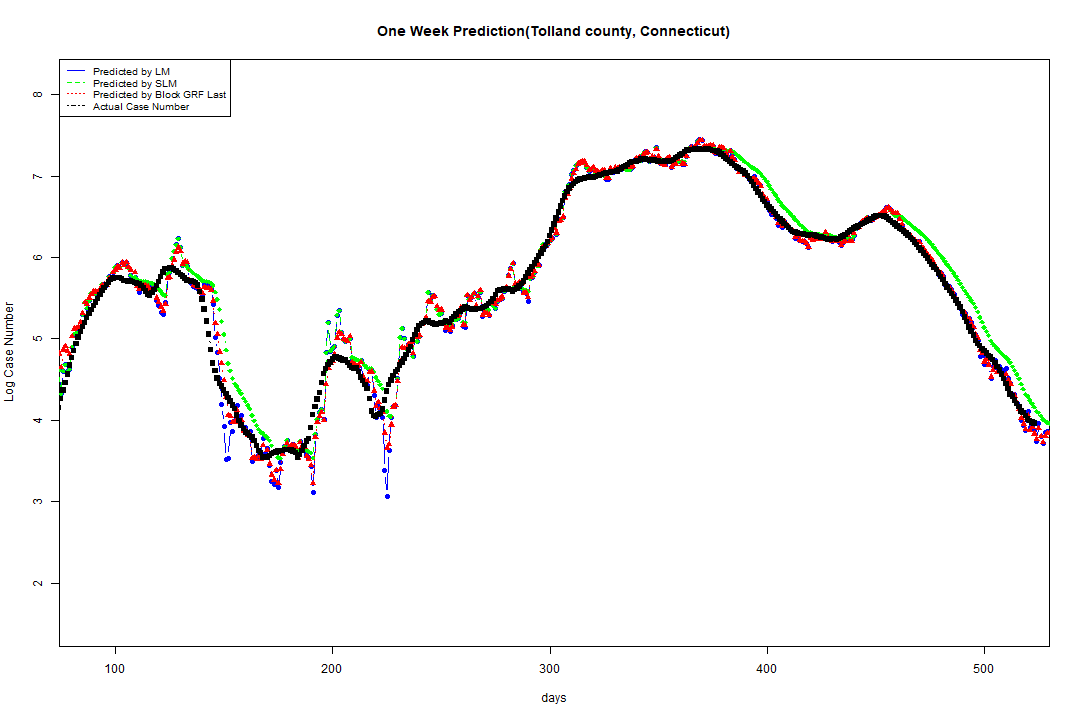 One Week Prediction(Tolland county, Connecticut)
Predicted by LM
Predicted by SLM
Predicted by Block GRF Last
Actual Case Number
Log Case Number
8
7
6
5
4
3
2
100 200 300 400 500
days